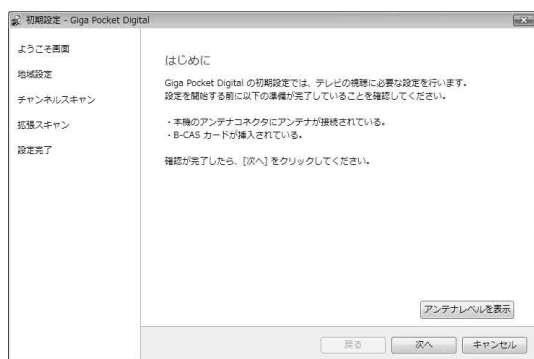 初期設定 - Giga Pocket Digital
ようこそ画面
地域設定
チャンネルスキャン
拡張スキャン
設定完了
はじめに
Giga Pocket Digital の初期設定では、テレビの視聴に必要な設定を行います。
設定を開始する前に以下の準備が完了していることを確認してください。
・本機のアンテナコネクタにアンテナが接続されている。
・B-CAS カードが挿入されている。
確認が完了したら、[次へ] をクリックしてください。
アンテナレベルを表示
戻る
次へ
キャンセル